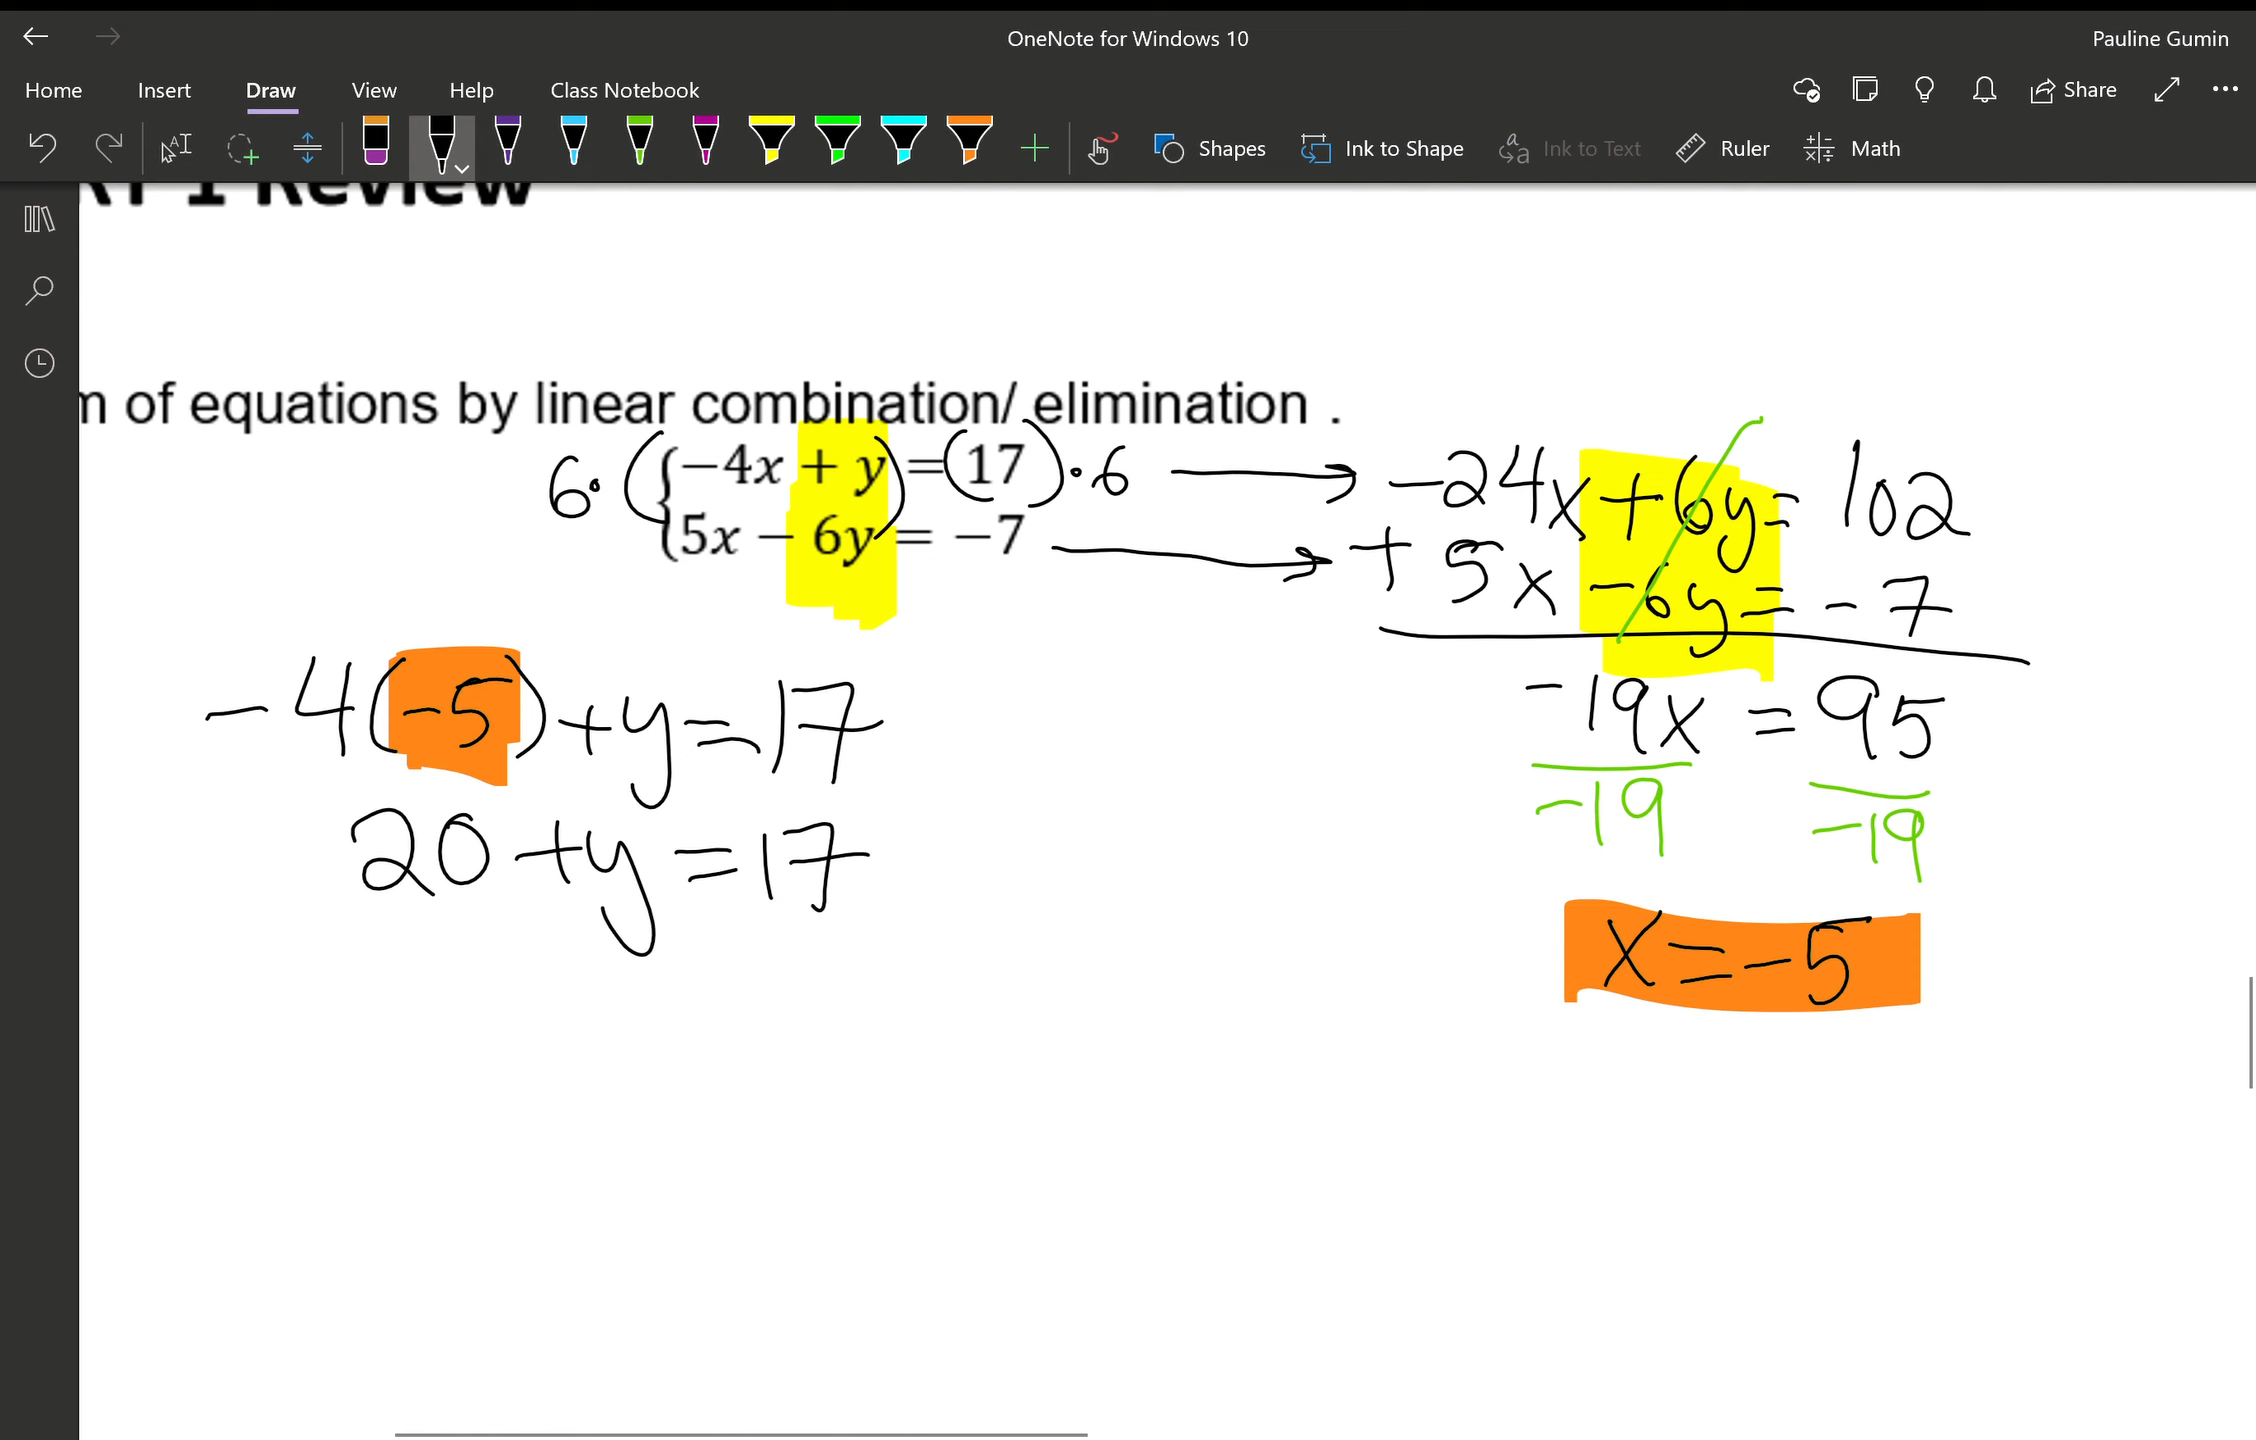 OneNote for Windows 10
Pauline Gumin
Home Insert Draw View Help Class Notebook
Share
Shapes Ink to Shape Ink to Text Ruler Math
1 Review
m of equations by linear combination/ elimination .
6·({-4x + y)=(17)·6
5x − 6y = −7
-24x+6y= 102
+ 5x -6y= -7
-19x = 95
-19 -19
x=-5
-4(-5)+y=17
20+y=17